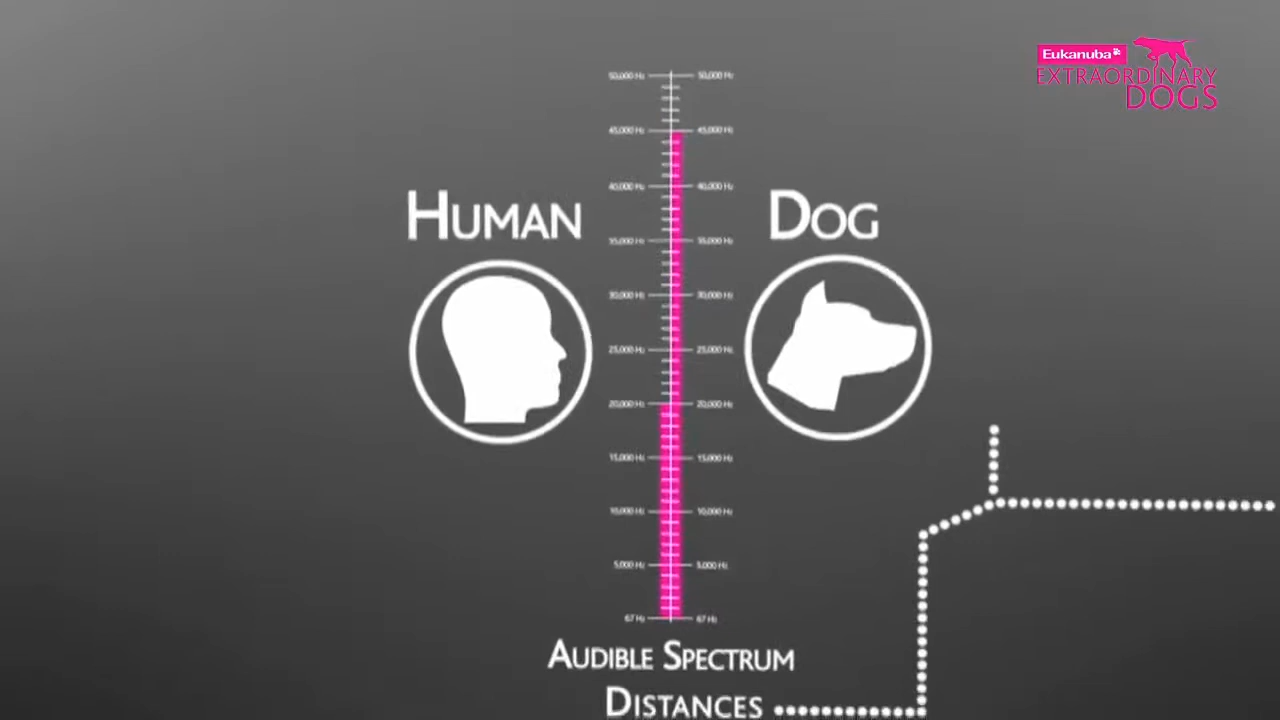 Eukanuba
EXTRAORDINARY
DOGS
50,000 Hz 50,000 Hz
45,000 Hz 45,000 Hz
HUMAN DOG
40,000 Hz 40,000 Hz
35,000 Hz 35,000 Hz
30,000 Hz 30,000 Hz
25,000 Hz 25,000 Hz
20,000 Hz 20,000 Hz
15,000 Hz 15,000 Hz
10,000 Hz 10,000 Hz
5,000 Hz 5,000 Hz
67 Hz 67 Hz
AUDIBLE SPECTRUM
DISTANCES